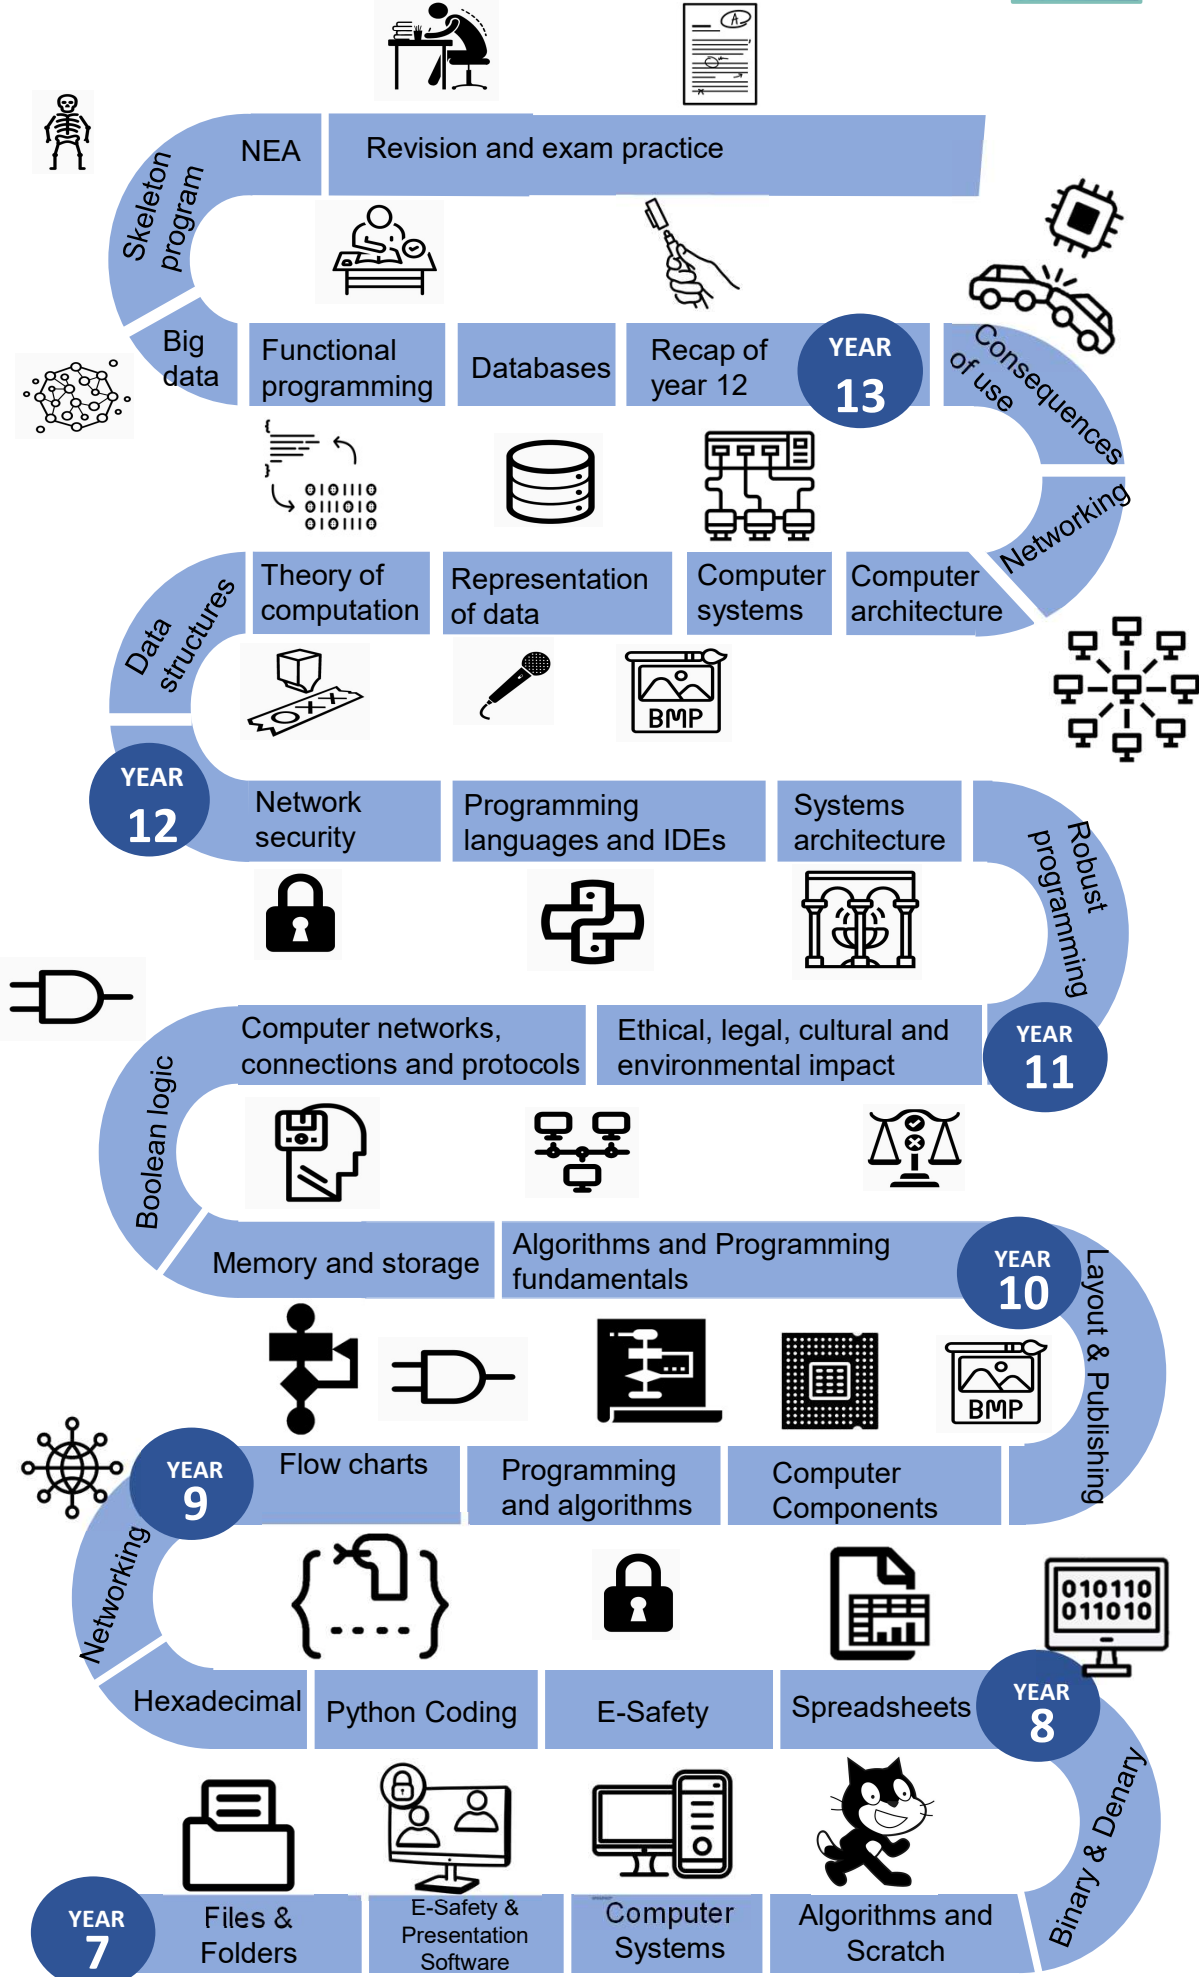 A
NEA
Revision and exam practice
Skeleton
program
Big
data
Functional
programming
Databases
Recap of
year 12
YEAR
13
Consequences
of use
{
}
010110
011010
010110
Networking
Data
structures
Theory of
computation
Representation
of data
Computer
systems
Computer
architecture
OXX
BMP
YEAR
12
Network
security
Programming
languages and IDEs
Systems
architecture
Robust
programming
Computer networks,
connections and protocols
Ethical, legal, cultural and
environmental impact
YEAR
11
Boolean logic
Memory and storage
Algorithms and Programming
fundamentals
YEAR
10
Layout & Publishing
BMP
YEAR
9
Flow charts
Programming
and algorithms
Computer
Components
Networking
{ }
010110
011010
Hexadecimal
Python Coding
E-Safety
Spreadsheets
YEAR
8
Binary & Denary
YEAR
7
Files &
Folders
E-Safety &
Presentation
Software
Computer
Systems
Algorithms and
Scratch